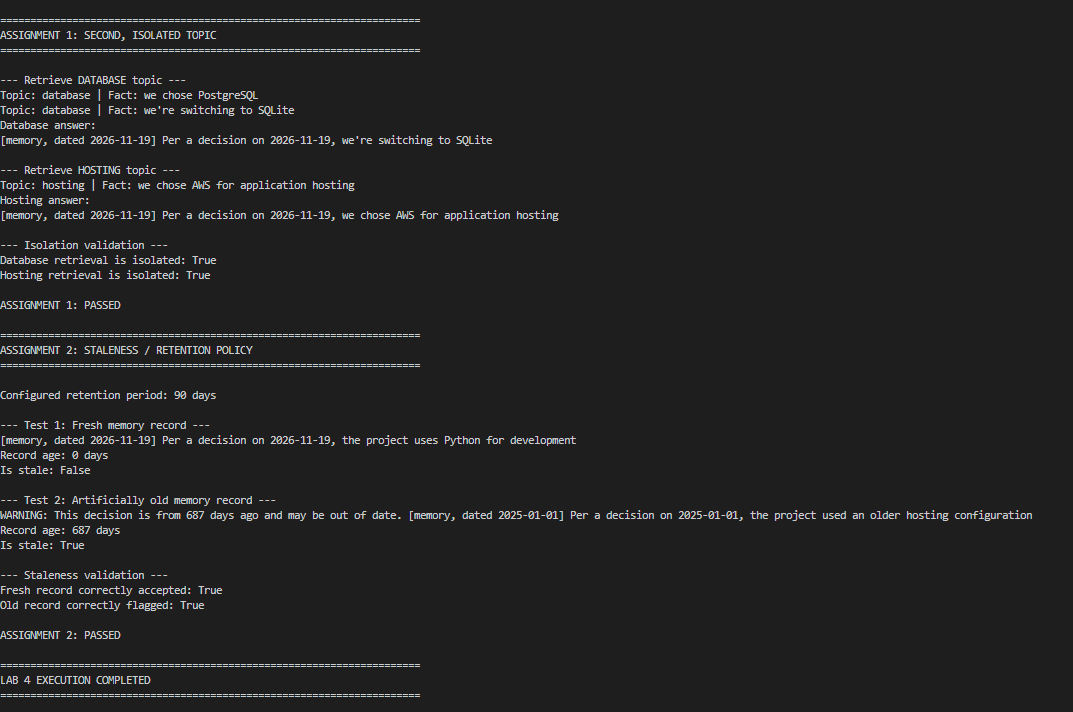 ======================================================================
ASSIGNMENT 1: SECOND, ISOLATED TOPIC
======================================================================
--- Retrieve DATABASE topic ---
Topic: database | Fact: we chose PostgreSQL
Topic: database | Fact: we're switching to SQLite
Database answer:
[memory, dated 2026-11-19] Per a decision on 2026-11-19, we're switching to SQLite
--- Retrieve HOSTING topic ---
Topic: hosting | Fact: we chose AWS for application hosting
Hosting answer:
[memory, dated 2026-11-19] Per a decision on 2026-11-19, we chose AWS for application hosting
--- Isolation validation ---
Database retrieval is isolated: True
Hosting retrieval is isolated: True
ASSIGNMENT 1: PASSED
======================================================================
ASSIGNMENT 2: STALENESS / RETENTION POLICY
======================================================================
Configured retention period: 90 days
--- Test 1: Fresh memory record ---
[memory, dated 2026-11-19] Per a decision on 2026-11-19, the project uses Python for development
Record age: 0 days
Is stale: False
--- Test 2: Artificially old memory record ---
WARNING: This decision is from 687 days ago and may be out of date. [memory, dated 2025-01-01] Per a decision on 2025-01-01, the project used an older hosting configuration
Record age: 687 days
Is stale: True
--- Staleness validation ---
Fresh record correctly accepted: True
Old record correctly flagged: True
ASSIGNMENT 2: PASSED
======================================================================
LAB 4 EXECUTION COMPLETED
======================================================================